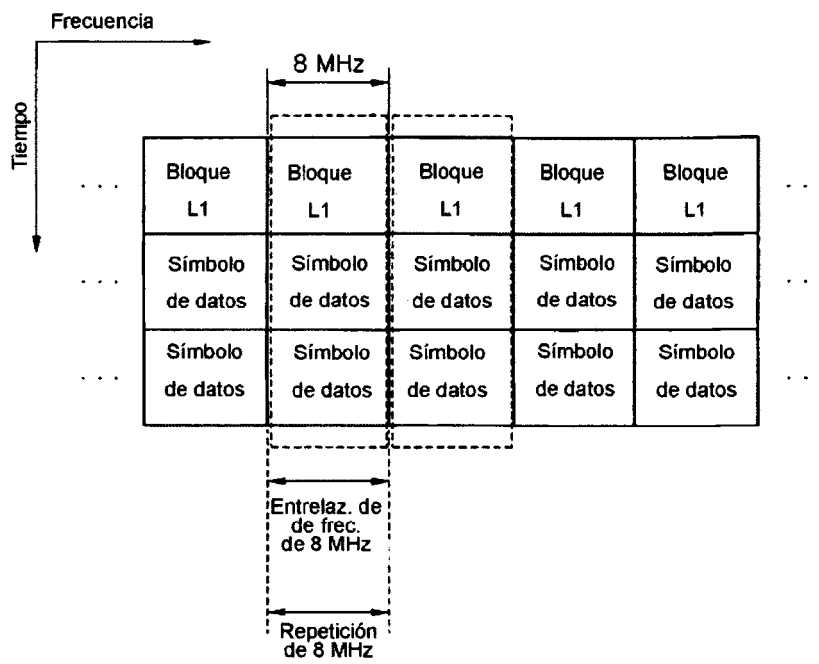 Frecuencia
8 MHz
Tiempo
. . . Bloque Bloque Bloque Bloque Bloque . .
L1 L1 L1 L1 L1
. . . Símbolo Símbolo Símbolo Símbolo Símbolo . .
de datos de datos de datos de datos de datos
. . . Símbolo Símbolo Símbolo Símbolo Símbolo . .
de datos de datos de datos de datos de datos
Entrelaz. de
de frec.
de 8 MHz
Repetición
de 8 MHz